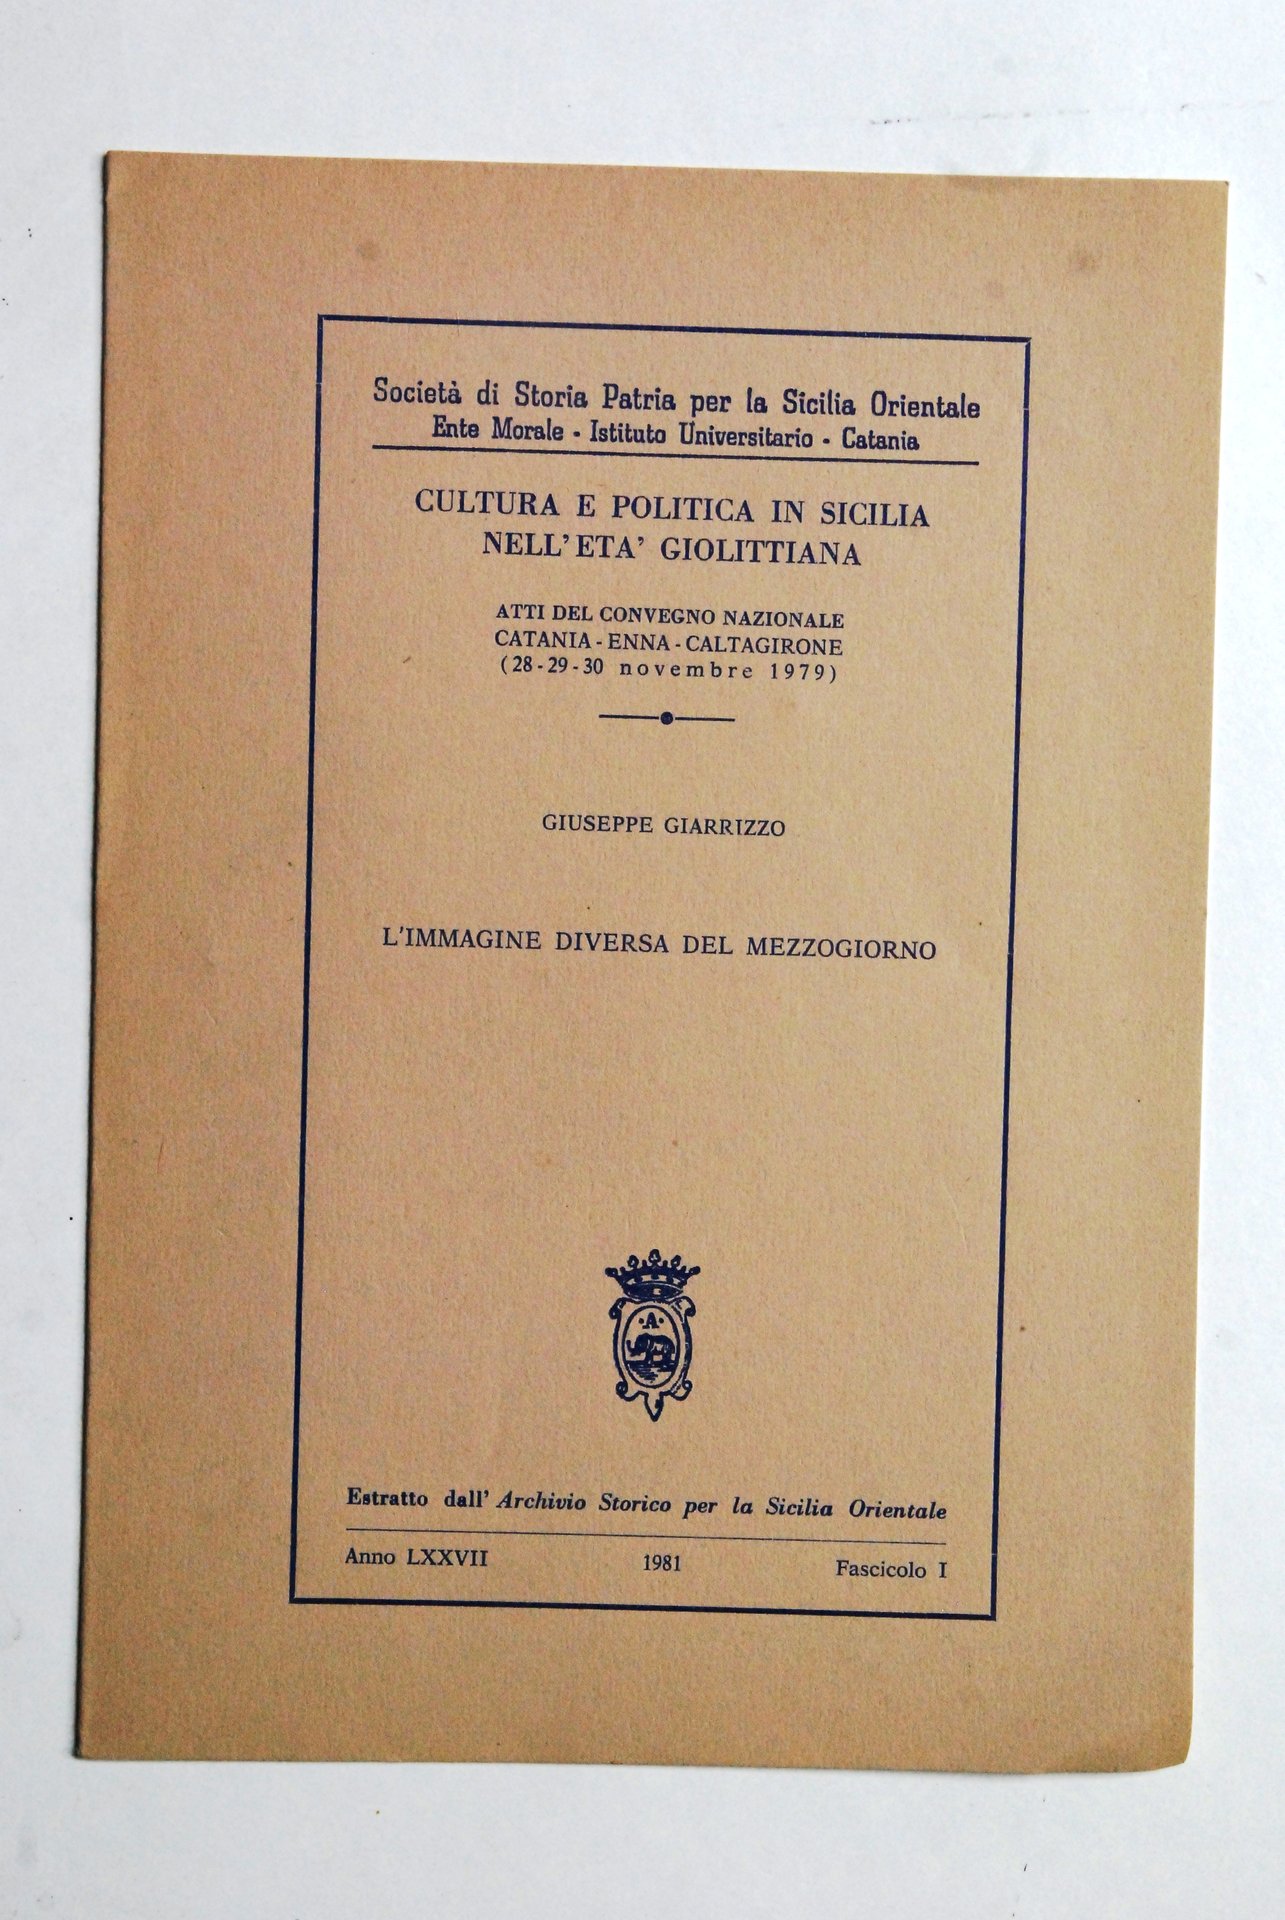 Società di Storia Patria per la Sicilia Orientale
Ente Morale - Istituto Universitario - Catania
CULTURA E POLITICA IN SICILIA
NELL'ETA' GIOLITTIANA
ATTI DEL CONVEGNO NAZIONALE
CATANIA - ENNA - CALTAGIRONE
(28-29-30 novembre 1979)
GIUSEPPE GIARRIZZO
L'IMMAGINE DIVERSA DEL MEZZOGIORNO
·A·
Estratto dall' Archivio Storico per la Sicilia Orientale
Anno LXXVII 1981 Fascicolo I